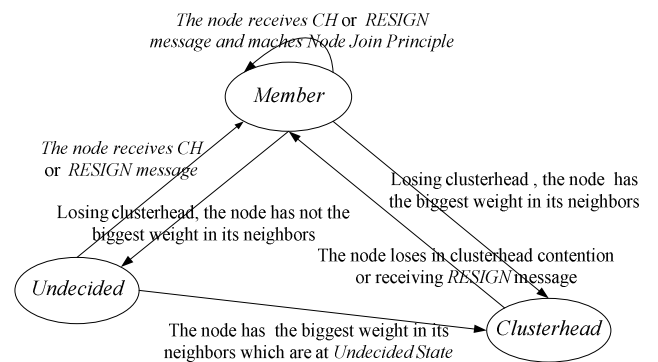 The node receives CH or RESIGN
message and maches Node Join Principle
Member
The node receives CH
or RESIGN message
Losing clusterhead , the node has
the biggest weight in its neighbors
Losing clusterhead, the node has not the
biggest weight in its neighbors
The node loses in clusterhead contention
or receiving RESIGN message
Undecided
Clusterhead
The node has the biggest weight in its
neighbors which are at Undecided State